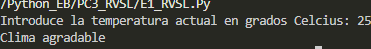 /Python_EB/PC3_RVSL/E1_RVSL.Py
Introduce la temperatura actual en grados Celcius: 25
Clima agradable